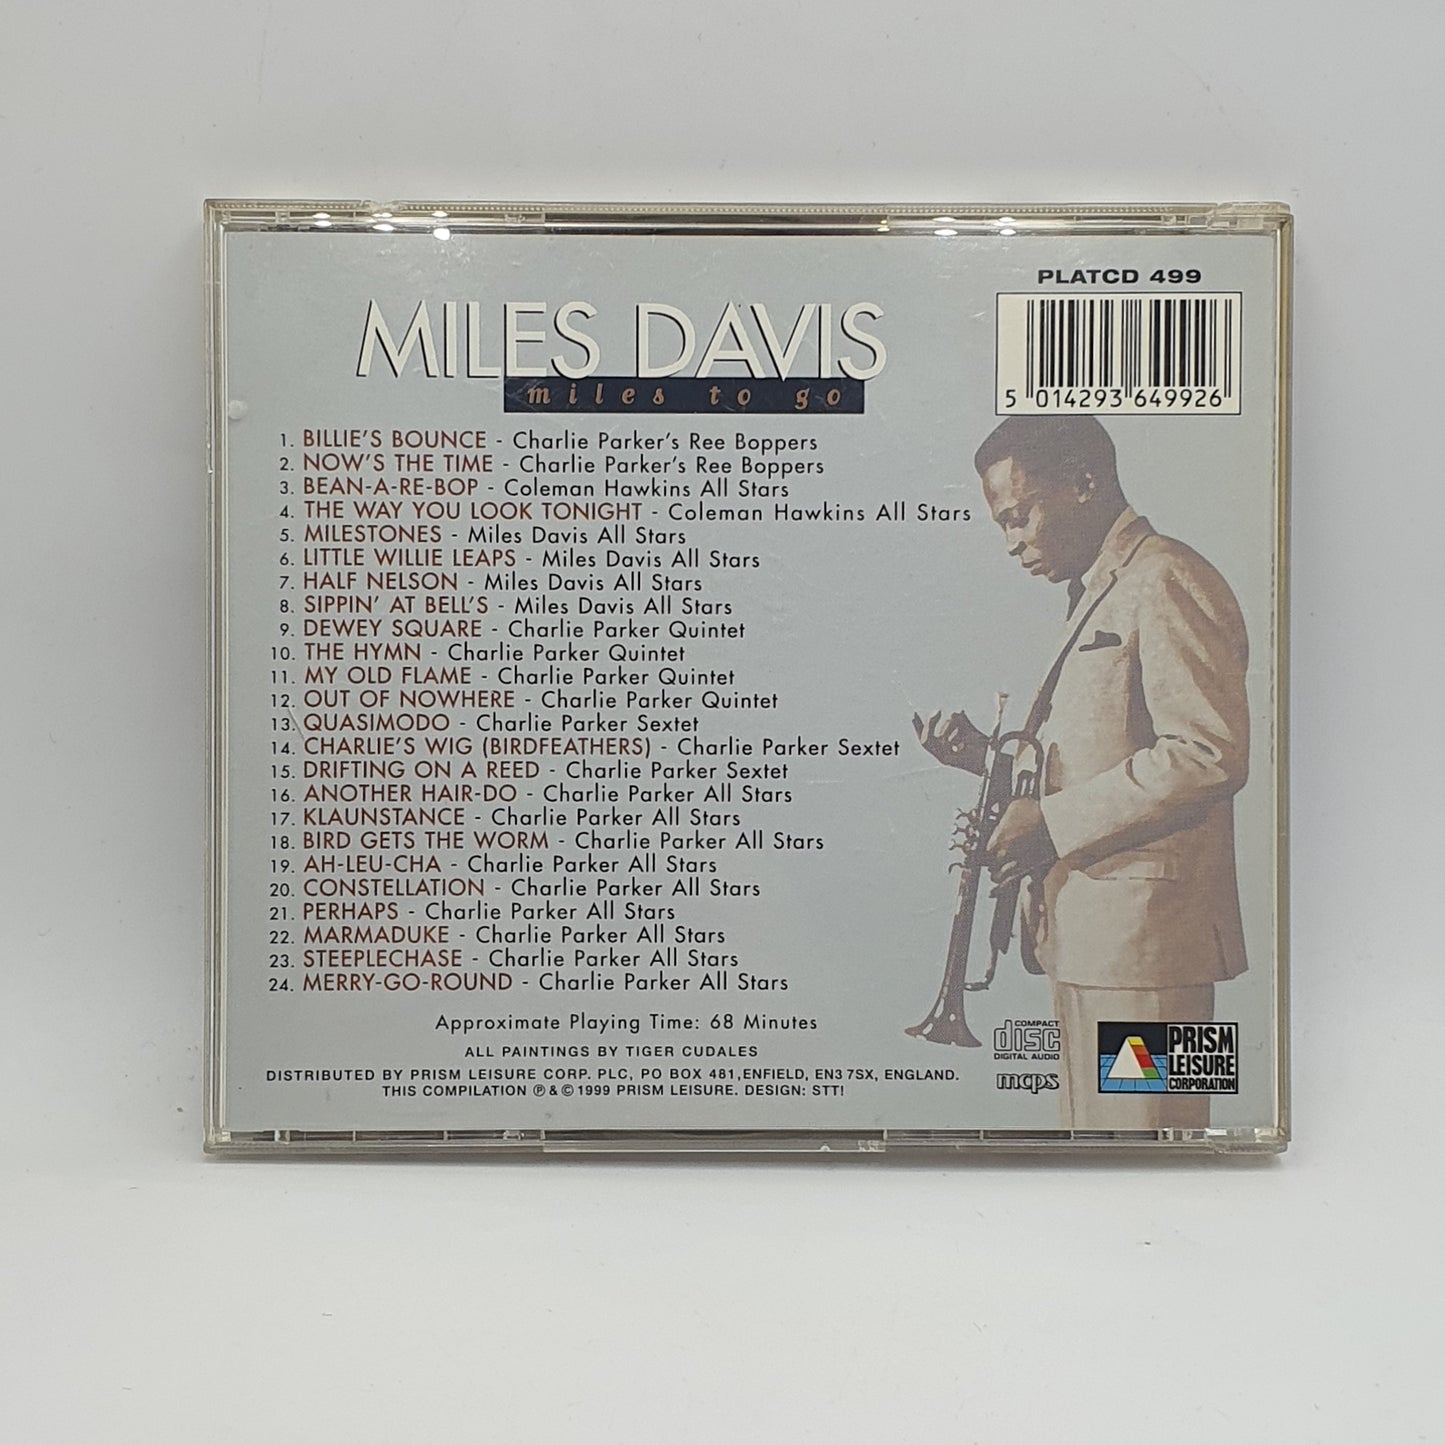 PLATCD 499
MILES DAVIS
miles to go
5 014293 649926
1. BILLIE'S BOUNCE - Charlie Parker's Ree Boppers
2. NOW'S THE TIME - Charlie Parker's Ree Boppers
3. BEAN-A-RE-BOP - Coleman Hawkins All Stars
4. THE WAY YOU LOOK TONIGHT - Coleman Hawkins All Stars
5. MILESTONES - Miles Davis All Stars
6. LITTLE WILLIE LEAPS - Miles Davis All Stars
7. HALF NELSON - Miles Davis All Stars
8. SIPPIN' AT BELL'S - Miles Davis All Stars
9. DEWEY SQUARE - Charlie Parker Quintet
10. THE HYMN - Charlie Parker Quintet
11. MY OLD FLAME - Charlie Parker Quintet
12. OUT OF NOWHERE - Charlie Parker Quintet
13. QUASIMODO - Charlie Parker Sextet
14. CHARLIE'S WIG (BIRDFEATHERS) - Charlie Parker Sextet
15. DRIFTING ON A REED - Charlie Parker Sextet
16. ANOTHER HAIR-DO - Charlie Parker All Stars
17. KLAUNSTANCE - Charlie Parker All Stars
18. BIRD GETS THE WORM - Charlie Parker All Stars
19. AH-LEU-CHA - Charlie Parker All Stars
20. CONSTELLATION - Charlie Parker All Stars
21. PERHAPS - Charlie Parker All Stars
22. MARMADUKE - Charlie Parker All Stars
23. STEEPLECHASE - Charlie Parker All Stars
24. MERRY-GO-ROUND - Charlie Parker All Stars
Approximate Playing Time: 68 Minutes
ALL PAINTINGS BY TIGER CUDALES
DISTRIBUTED BY PRISM LEISURE CORP. PLC, PO BOX 481, ENFIELD, EN3 7SX, ENGLAND.
THIS COMPILATION ℗ & © 1999 PRISM LEISURE. DESIGN: STT!
COMPACT
disc
DIGITAL AUDIO
mcps
PRISM
LEISURE
CORPORATION